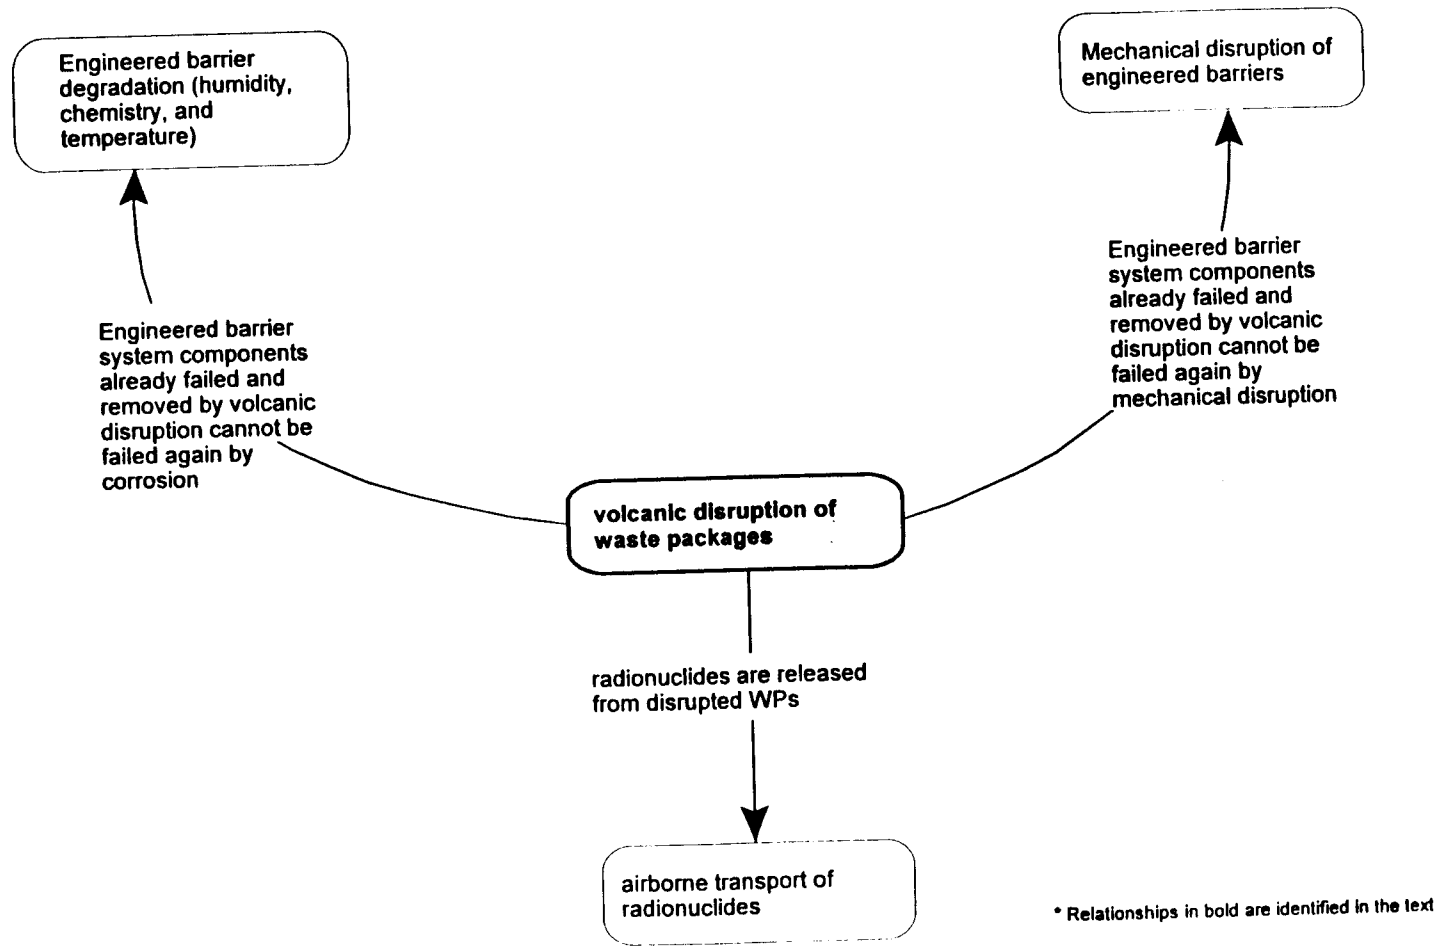 Engineered barrier
degradation (humidity,
chemistry, and
temperature)
Mechanical disruption of
engineered barriers
Engineered barrier
system components
already failed and
removed by volcanic
disruption cannot be
failed again by
corrosion
Engineered barrier
system components
already failed and
removed by volcanic
disruption cannot be
failed again by
mechanical disruption
volcanic disruption of
waste packages
radionuclides are released
from disrupted WPs
airborne transport of
radionuclides
* Relationships in bold are identified in the text